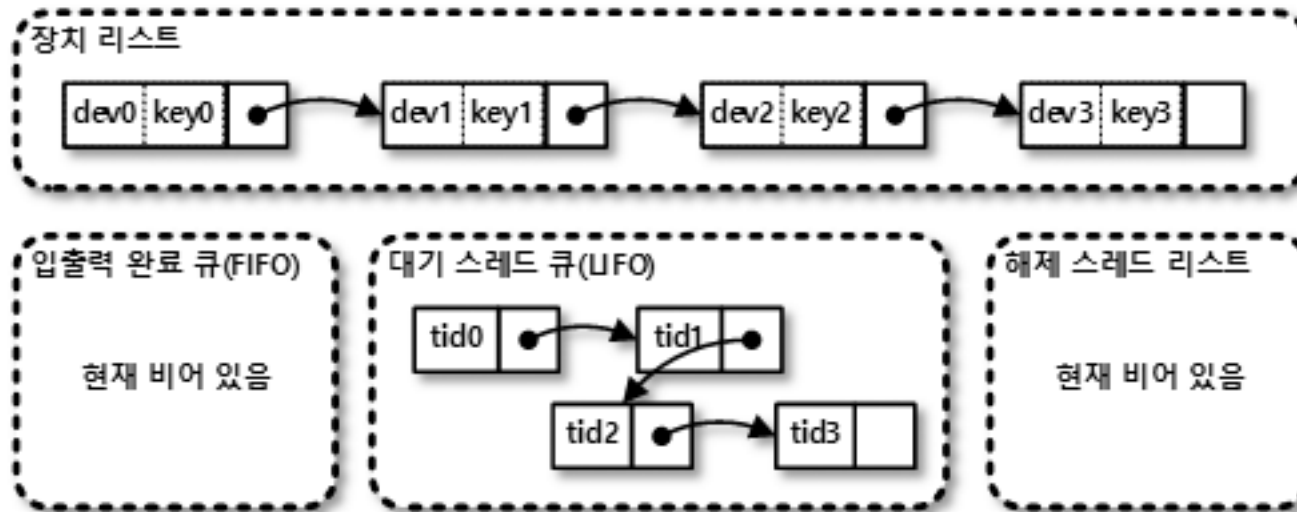 장치 리스트
dev0 key0 dev1 key1 dev2 key2 dev3 key3
입출력 완료 큐(FIFO)
현재 비어 있음
대기 스레드 큐(LIFO)
tid0 tid1
tid2 tid3
해제 스레드 리스트
현재 비어 있음